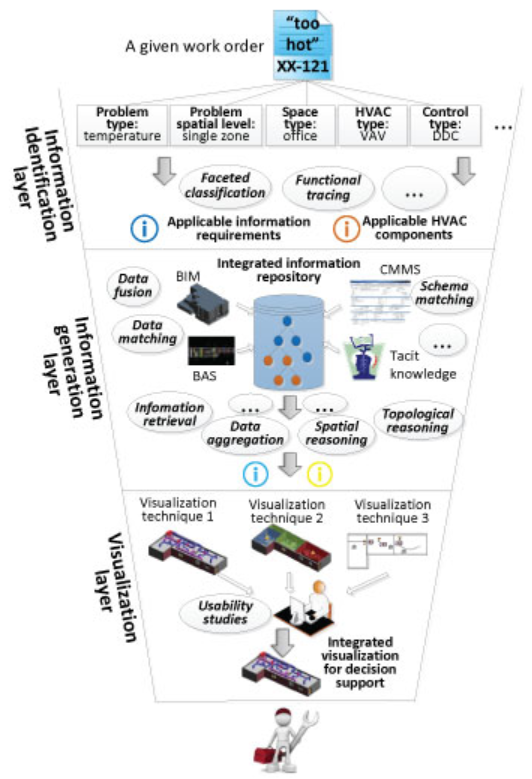 A given work order
"too
hot"
XX-121
Problem
type:
temperature
Problem
spatial level:
single zone
Space
type:
office
HVAC
type:
VAV
Control
type:
DDC
...
Information
Identification
layer
Faceted
classification
Functional
tracing
...
Applicable information
requirements
Applicable HVAC
components
Information
generation
layer
Integrated information
repository
Data
fusion
BIM
CMMS
Schema
matching
Data
matching
BAS
Tacit
knowledge
...
Infomation
retrieval
...
...
Data
aggregation
Spatial
reasoning
Topological
reasoning
Visualization
layer
Visualization
technique 1
Visualization
technique 2
Visualization
technique 3
Usability
studies
Integrated
visualization
for decision
support